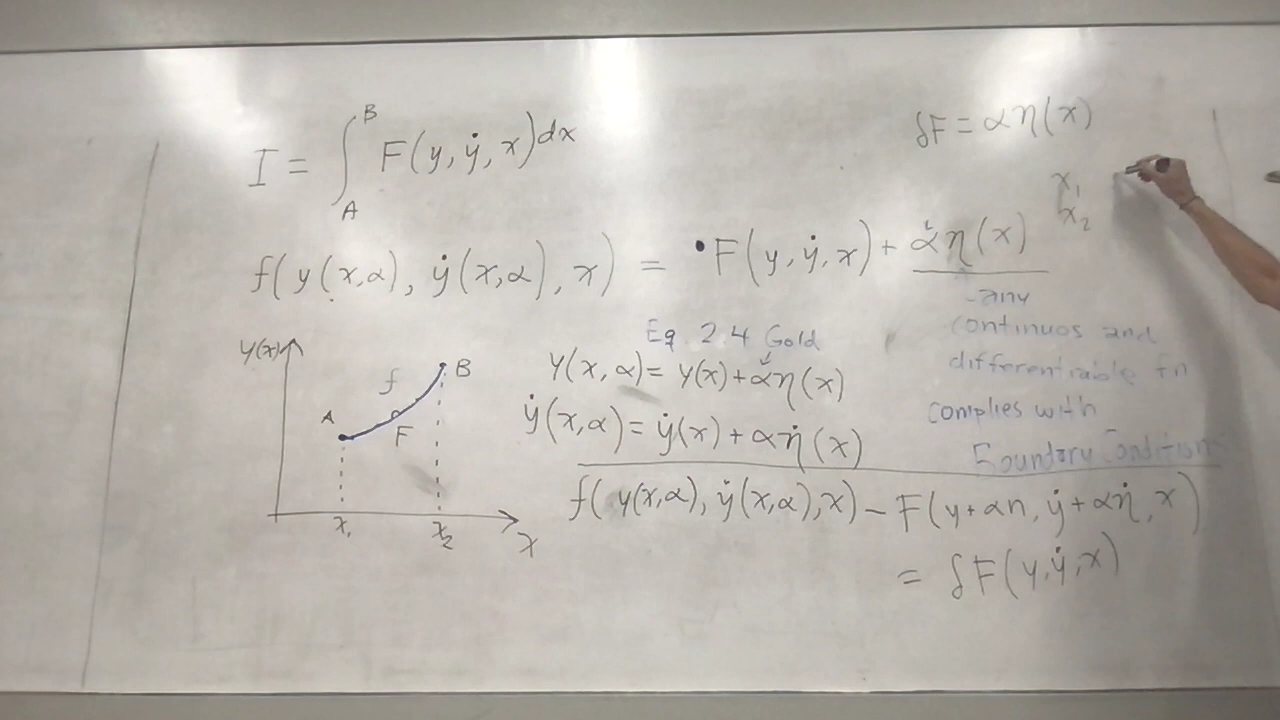 I = ∫_A^B F(y, ẏ, x) dx
δF = αη(x)
x₁
x₂
f(y(x,α), ẏ(x,α), x) = •F(y, ẏ, x) + αη(x)
- any
continuos and
differentiable fn
complies with
Boundary Conditions
Eq. 2.4 Gold
y(x, α) = y(x) + αη(x)
ẏ(x,α) = ẏ(x) + αη̇(x)
f(y(x,α), ẏ(x,α), x) – F(y+αη, ẏ+αη̇, x)
= δF(y, ẏ, x)
y(x)
f
B
A
F
x₁
x₂
x